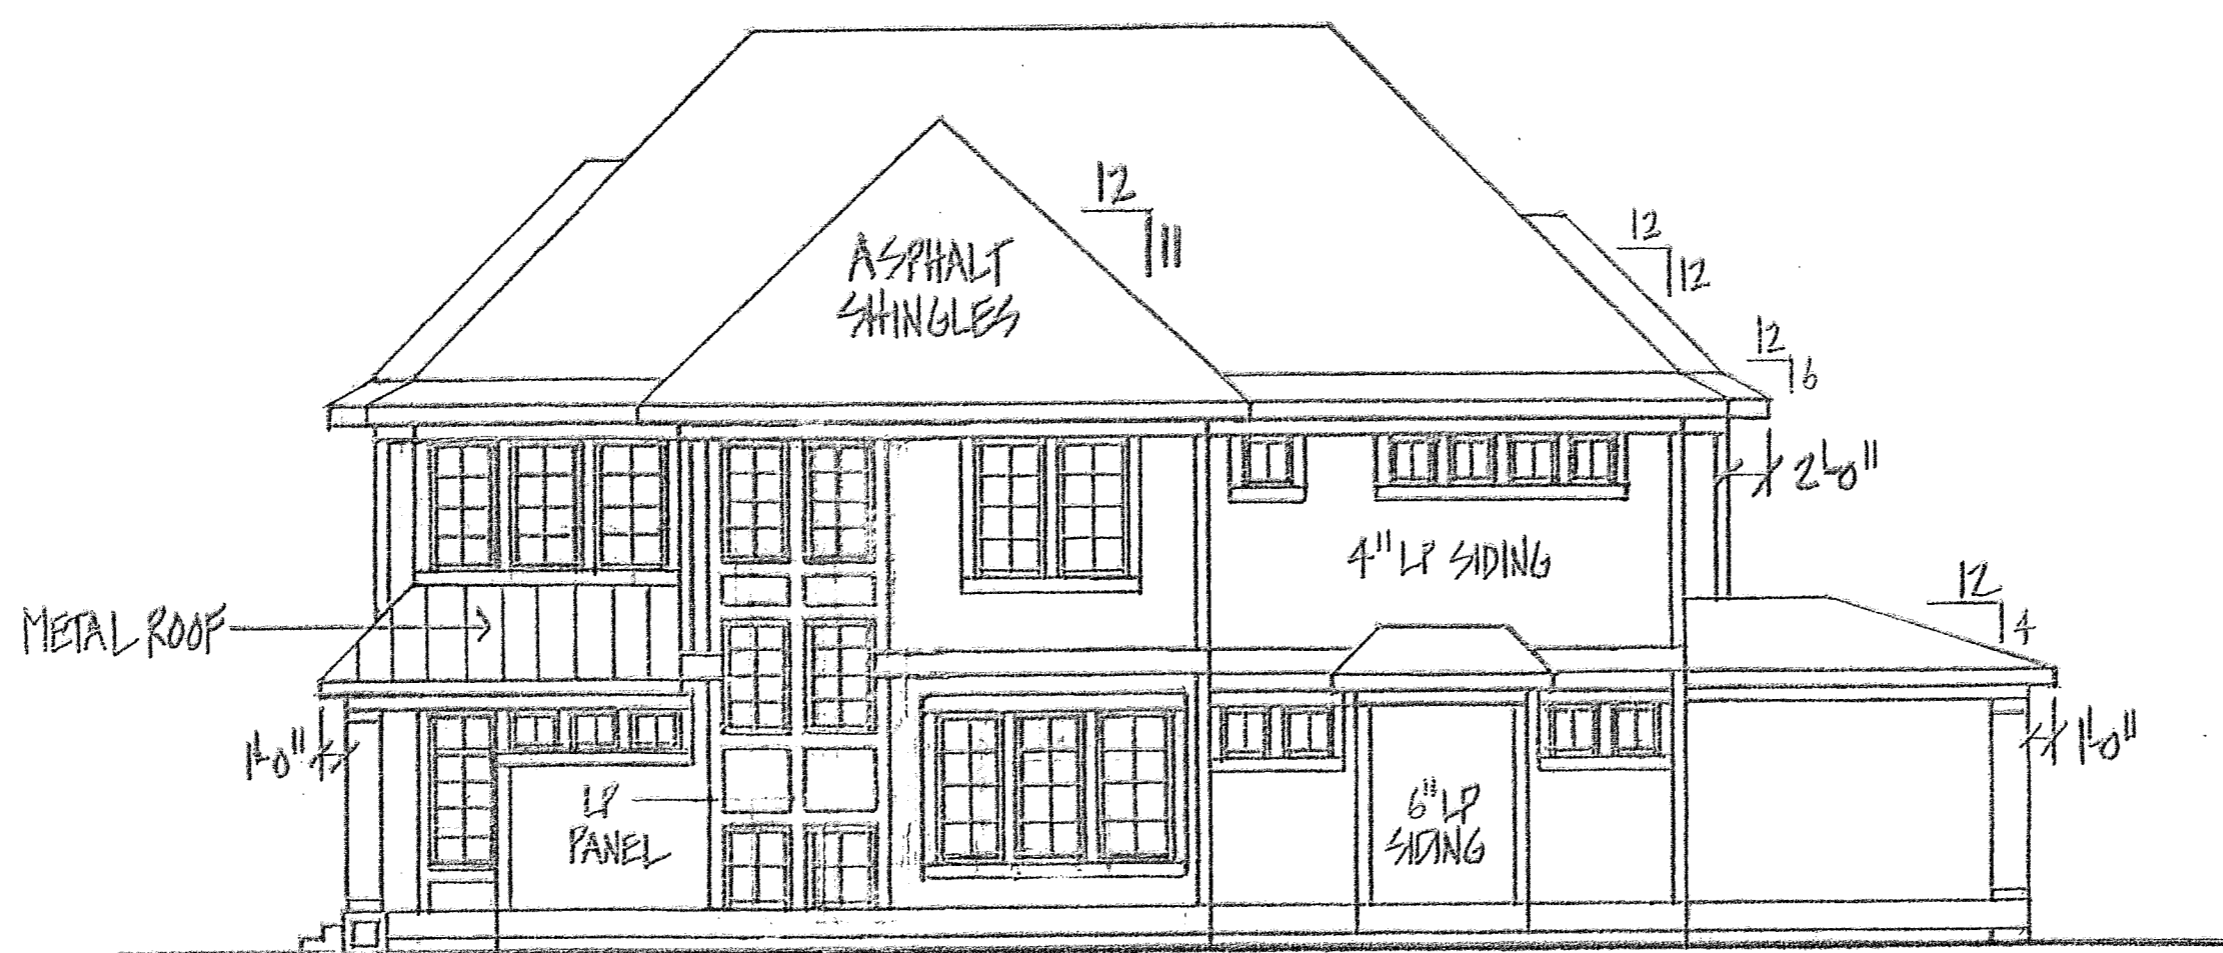 12
11
ASPHALT
SHINGLES
12
12
12
6
2'-0"
4" LP SIDING
METAL ROOF
12
4
1'-0"
1'-0"
LP
PANEL
6" LP
SIDING